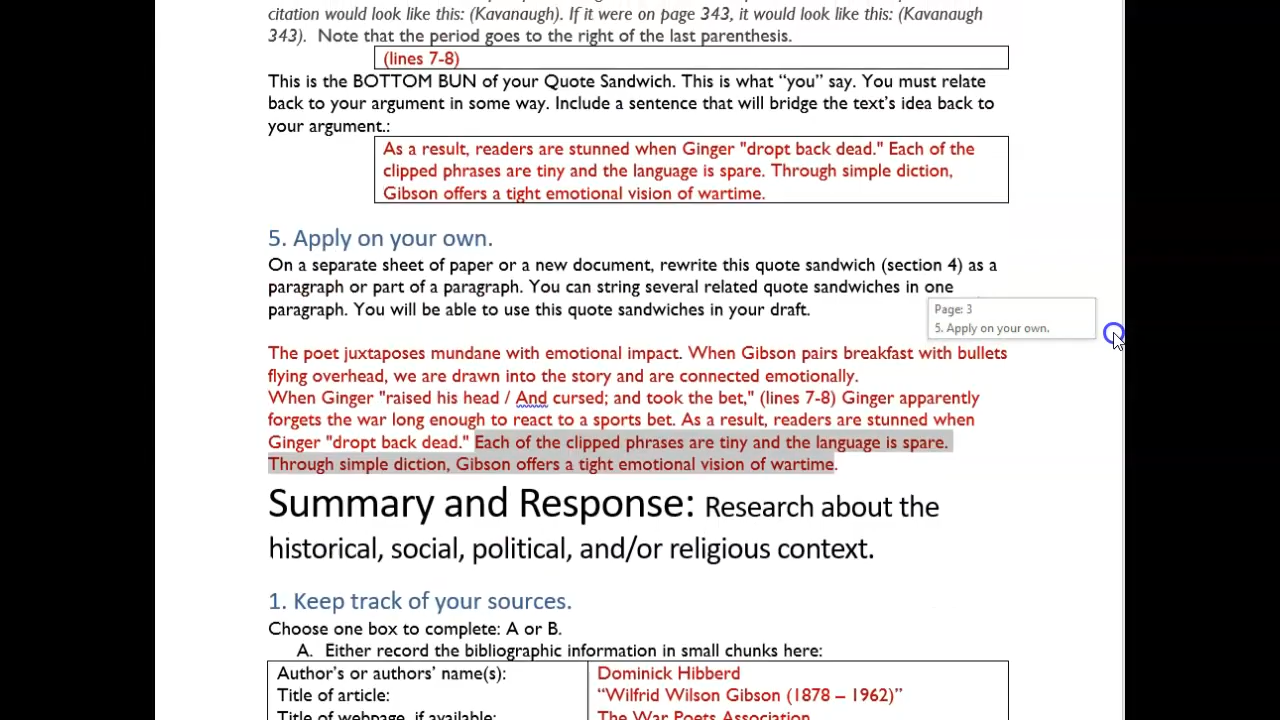 citation would look like this: (Kavanaugh). If it were on page 343, it would look like this: (Kavanaugh
343).  Note that the period goes to the right of the last parenthesis.
(lines 7-8)
This is the BOTTOM BUN of your Quote Sandwich. This is what “you” say. You must relate
back to your argument in some way. Include a sentence that will bridge the text’s idea back to
your argument.:
As a result, readers are stunned when Ginger "dropt back dead." Each of the
clipped phrases are tiny and the language is spare. Through simple diction,
Gibson offers a tight emotional vision of wartime.
5. Apply on your own.
On a separate sheet of paper or a new document, rewrite this quote sandwich (section 4) as a
paragraph or part of a paragraph. You can string several related quote sandwiches in one
paragraph. You will be able to use this quote sandwiches in your draft.
Page: 3
5. Apply on your own.
The poet juxtaposes mundane with emotional impact. When Gibson pairs breakfast with bullets
flying overhead, we are drawn into the story and are connected emotionally.
When Ginger "raised his head / And cursed; and took the bet," (lines 7-8) Ginger apparently
forgets the war long enough to react to a sports bet. As a result, readers are stunned when
Ginger "dropt back dead." Each of the clipped phrases are tiny and the language is spare.
Through simple diction, Gibson offers a tight emotional vision of wartime.
Summary and Response: Research about the
historical, social, political, and/or religious context.
1. Keep track of your sources.
Choose one box to complete: A or B.
A. Either record the bibliographic information in small chunks here:
Author’s or authors’ name(s): Dominick Hibberd
Title of article: “Wilfrid Wilson Gibson (1878 – 1962)”
Title of webpage, if available: The War Poets Association